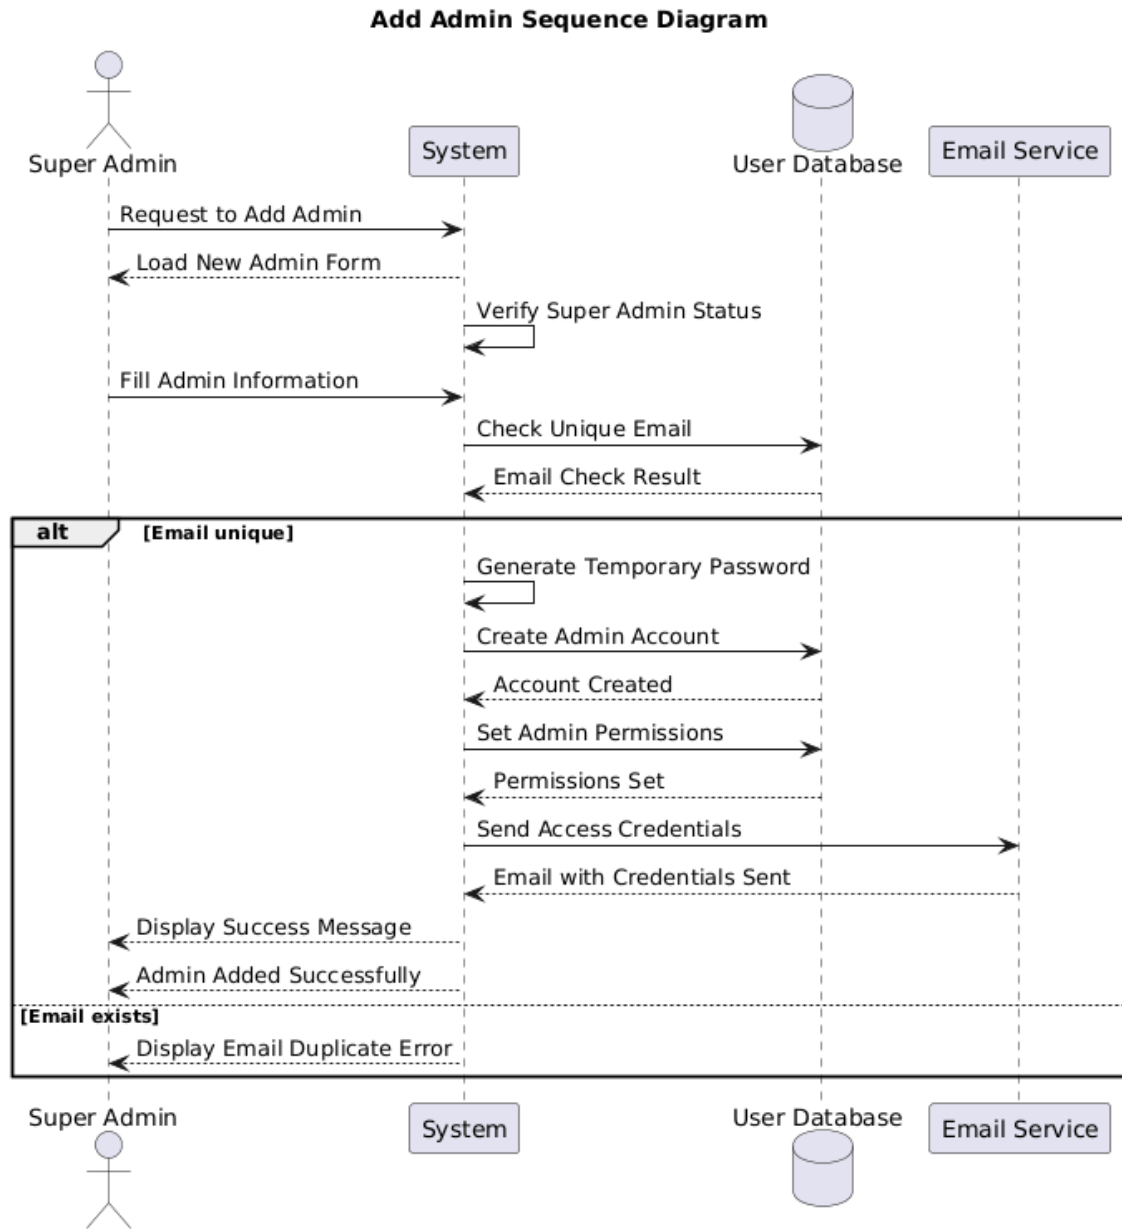 Add Admin Sequence Diagram
Super Admin
System
User Database
Email Service
Request to Add Admin
Load New Admin Form
Verify Super Admin Status
Fill Admin Information
Check Unique Email
Email Check Result
alt [Email unique]
Generate Temporary Password
Create Admin Account
Account Created
Set Admin Permissions
Permissions Set
Send Access Credentials
Email with Credentials Sent
Display Success Message
Admin Added Successfully
[Email exists]
Display Email Duplicate Error
Super Admin
System
User Database
Email Service